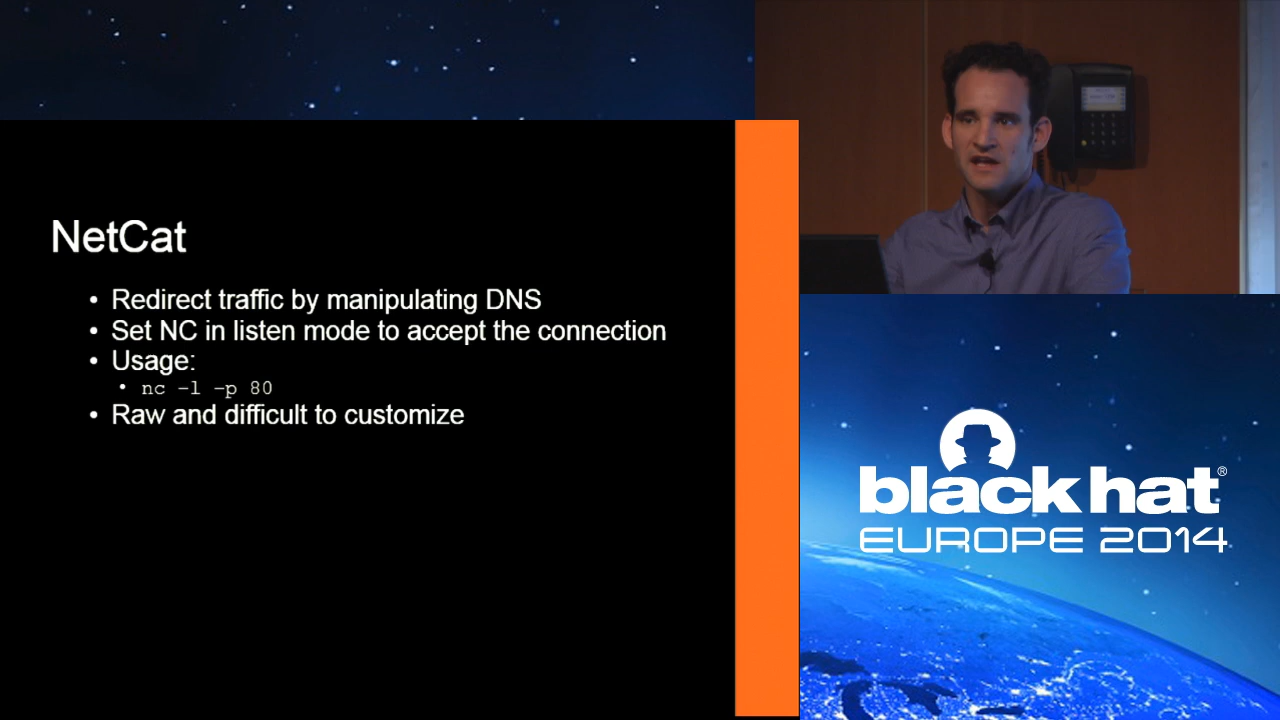 NetCat
• Redirect traffic by manipulating DNS
• Set NC in listen mode to accept the connection
• Usage:
• nc –l –p 80
• Raw and difficult to customize
black hat®
EUROPE 2014